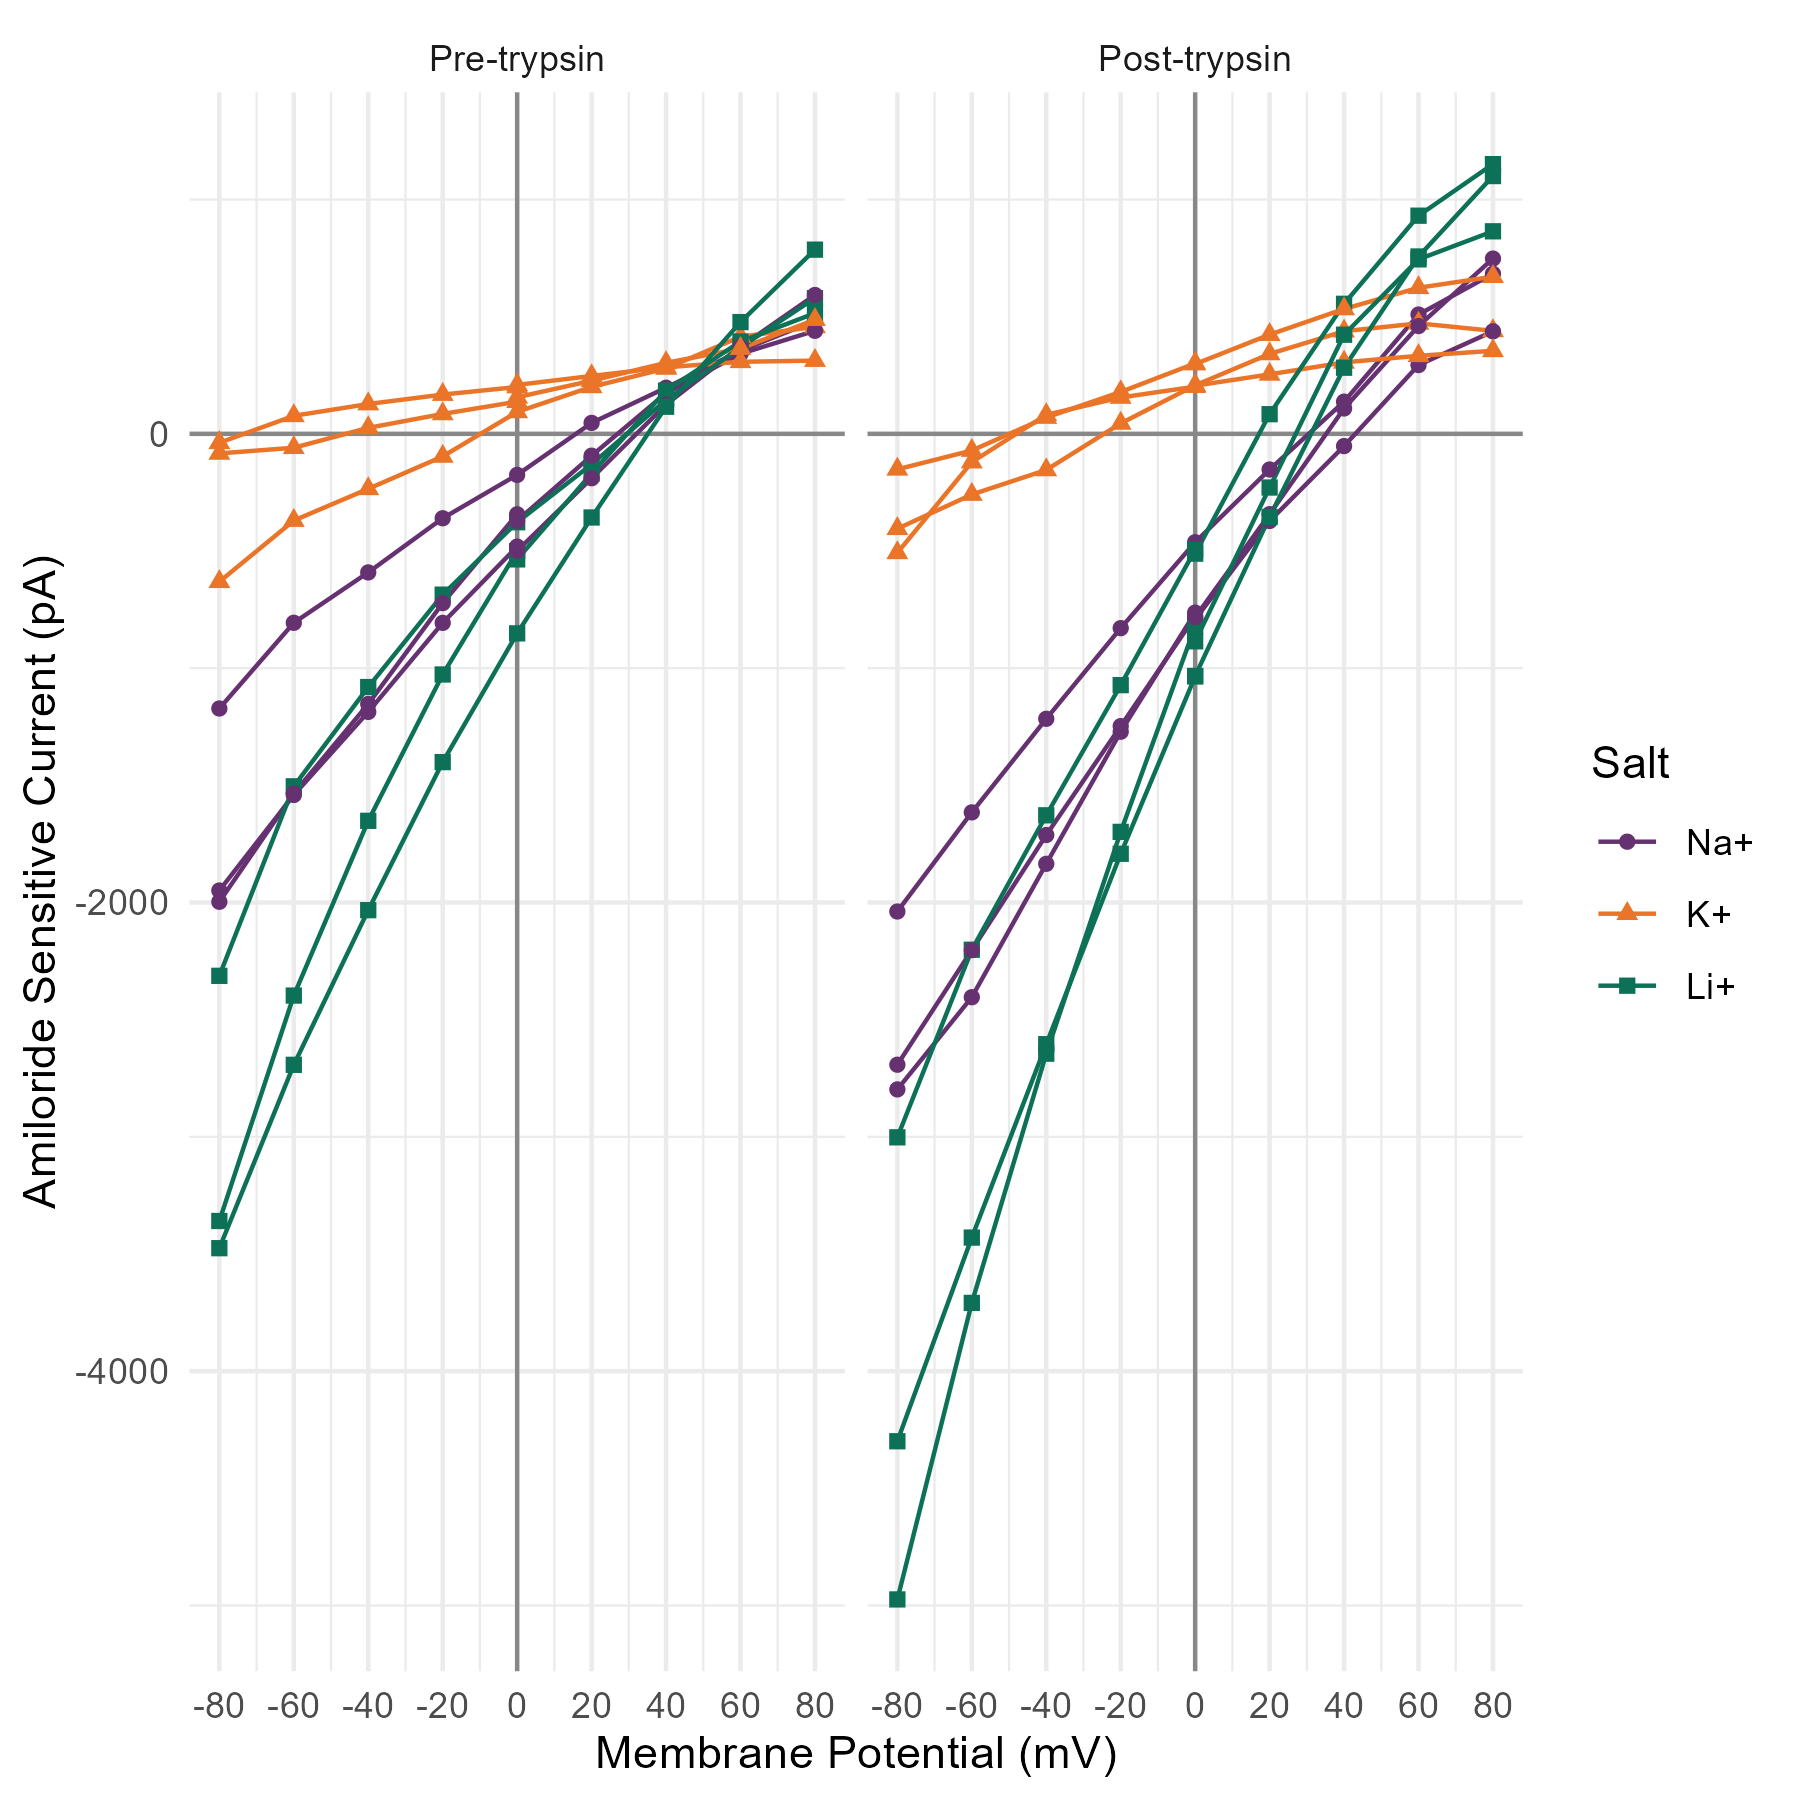 Pre-trypsin
Post-trypsin
Amiloride Sensitive Current (pA)
0
-2000
-4000
-80 -60 -40 -20 0 20 40 60 80
-80 -60 -40 -20 0 20 40 60 80
Membrane Potential (mV)
Salt
Na+
K+
Li+